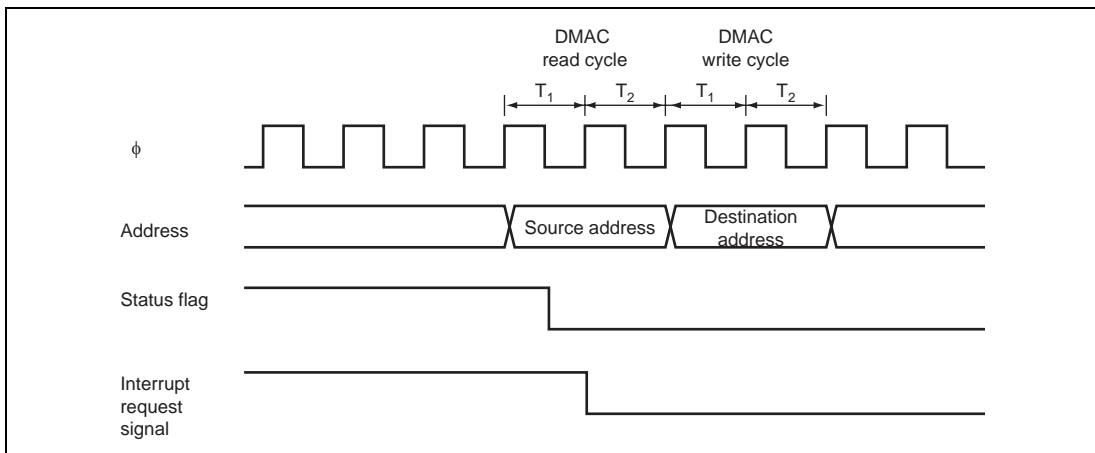 DMAC
read cycle
DMAC
write cycle
T1
T2
T1
T2
ϕ
Address
Source address
Destination
address
Status flag
Interrupt
request
signal